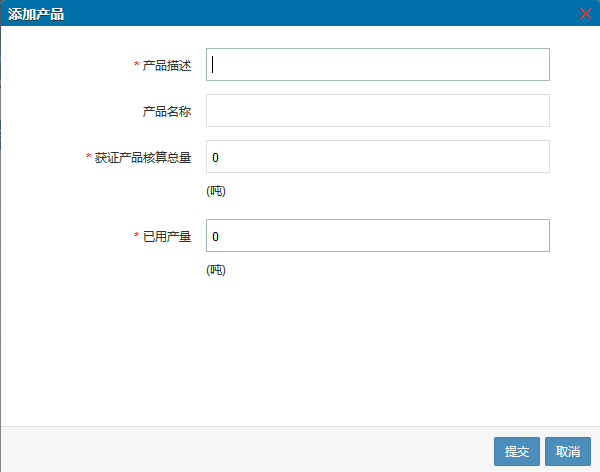 添加产品
* 产品描述
产品名称
* 获证产品核算总量 0
(吨)
* 已用产量 0
(吨)
提交 取消